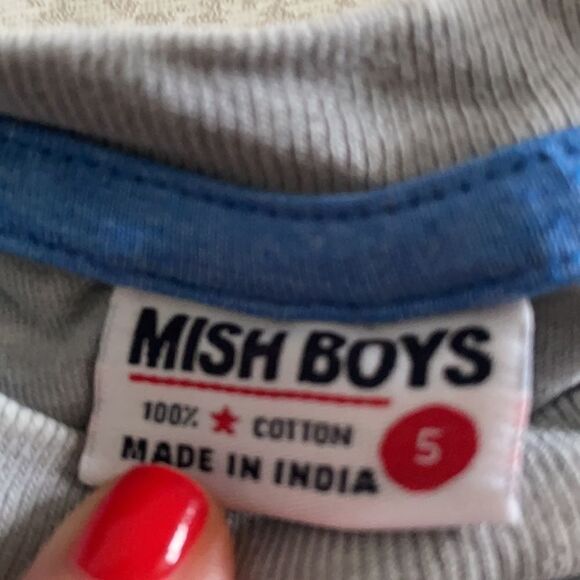 MISH BOYS
100% ★ COTTON
MADE IN INDIA
5